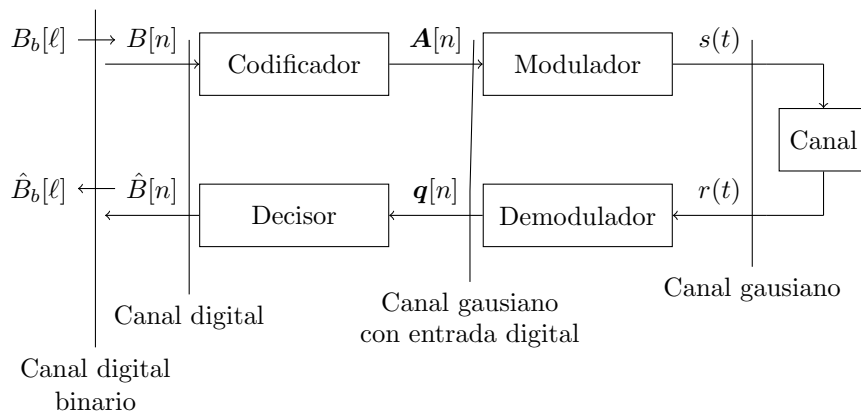 B_b[ℓ] B[n] Codificador A[n] Modulador s(t)
Canal
B̂_b[ℓ] B̂[n] Decisor q[n] Demodulador r(t)
Canal digital
Canal gausiano
con entrada digital
Canal gausiano
Canal digital
binario